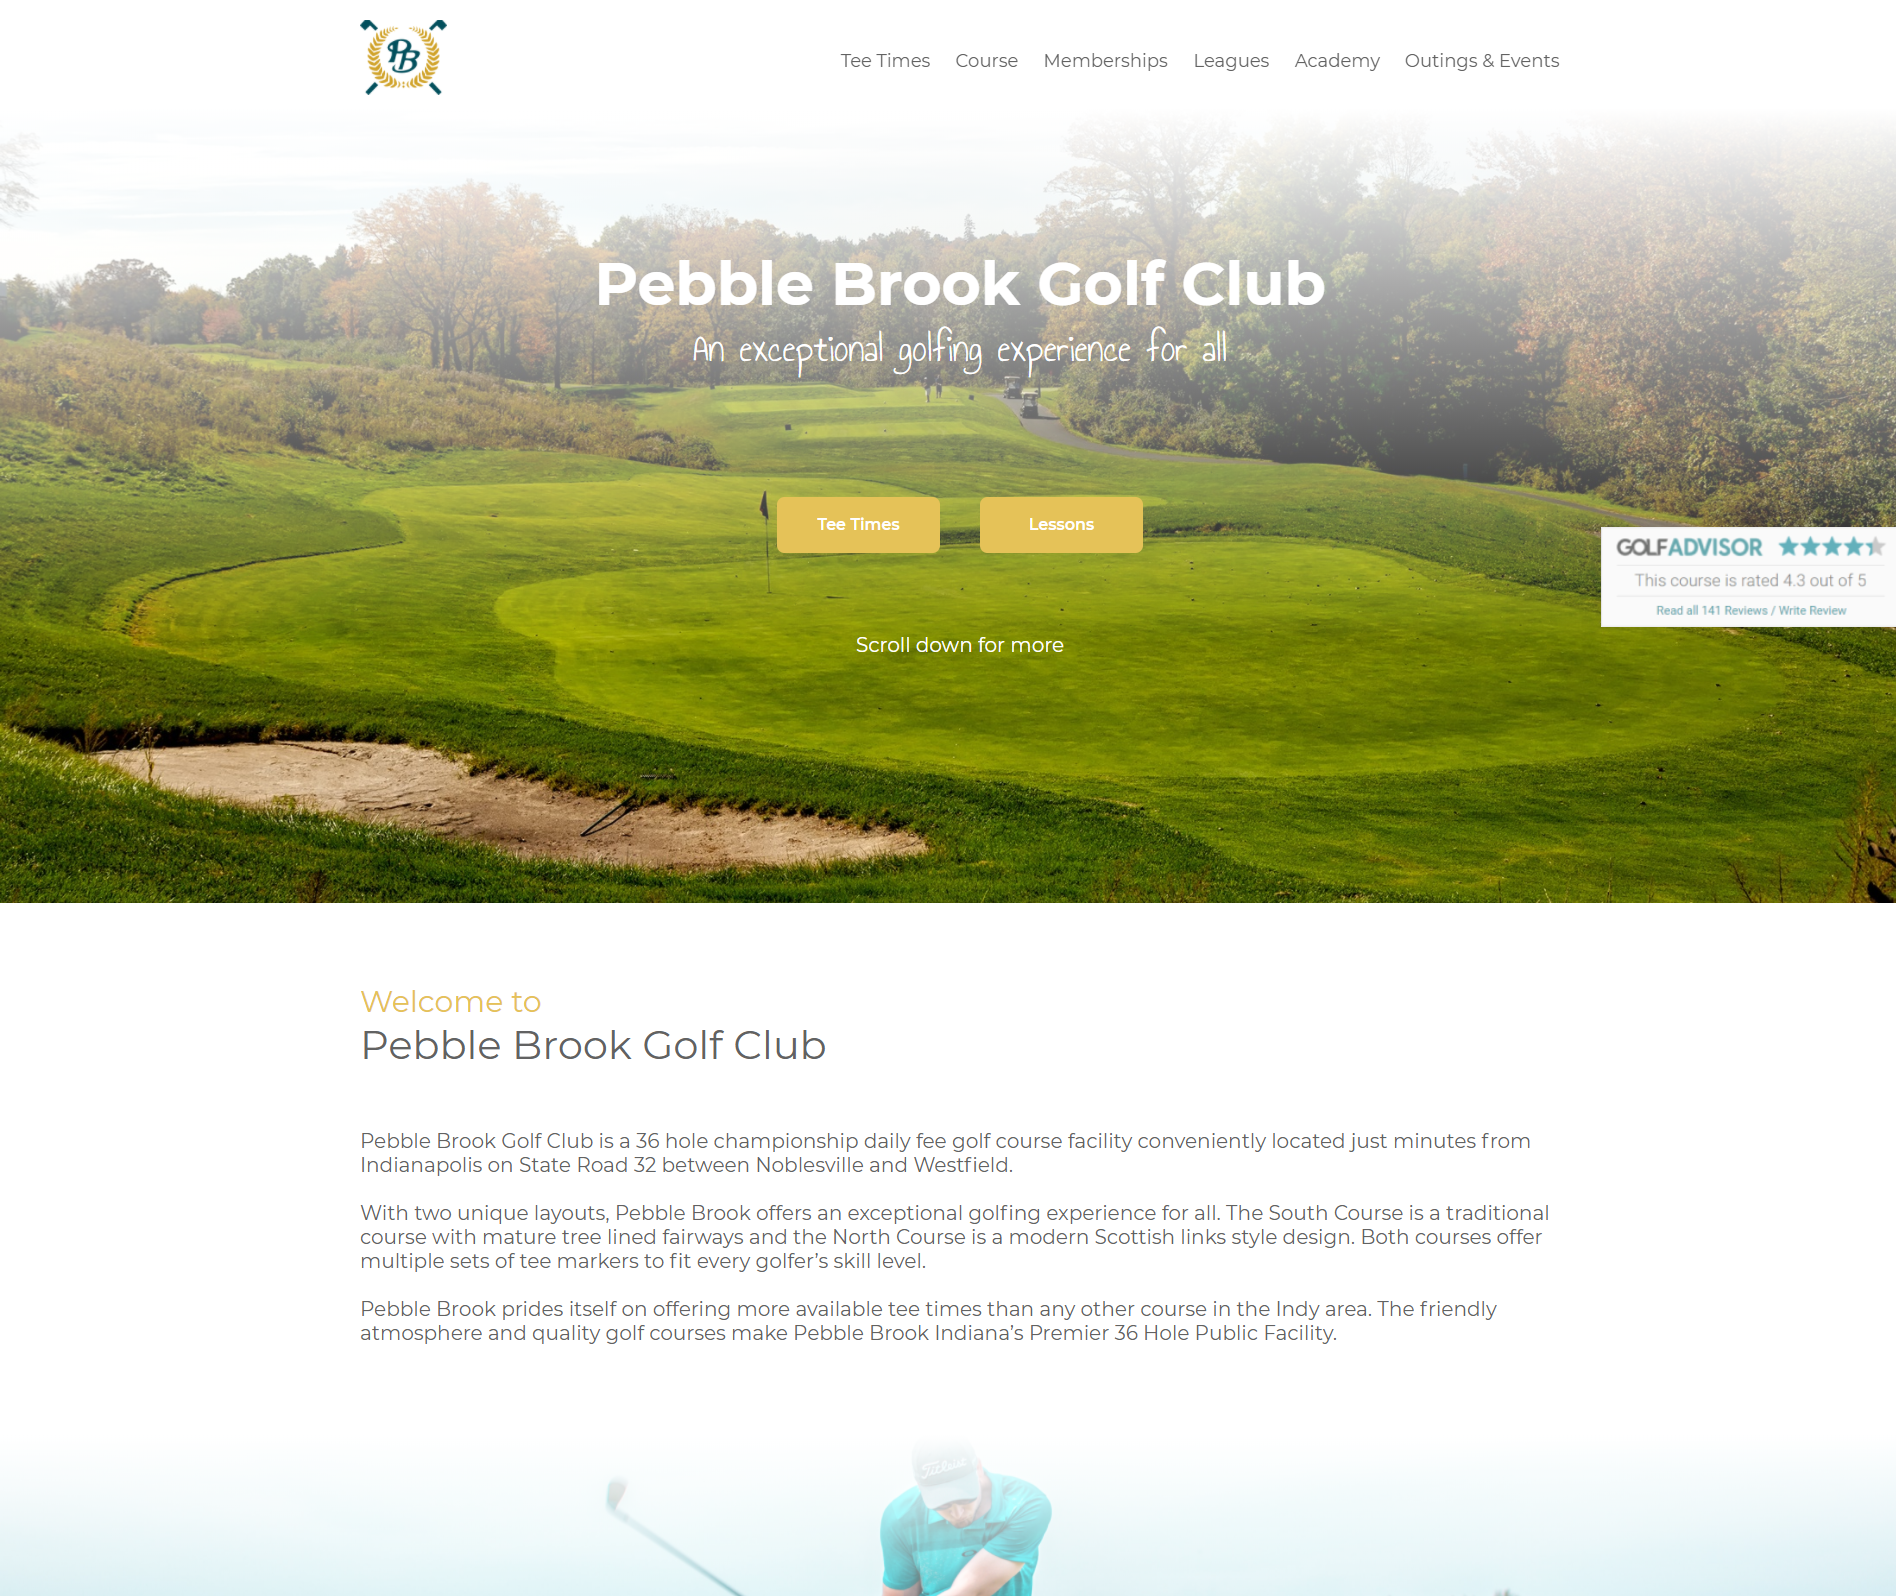 PB
Tee Times Course Memberships Leagues Academy Outings & Events
Pebble Brook Golf Club
An exceptional golfing experience for all
Tee Times Lessons
GOLFADVISOR
This course is rated 4.3 out of 5
Read all 141 Reviews / Write Review
Scroll down for more
Welcome to
Pebble Brook Golf Club
Pebble Brook Golf Club is a 36 hole championship daily fee golf course facility conveniently located just minutes from
Indianapolis on State Road 32 between Noblesville and Westfield.
With two unique layouts, Pebble Brook offers an exceptional golfing experience for all. The South Course is a traditional
course with mature tree lined fairways and the North Course is a modern Scottish links style design. Both courses offer
multiple sets of tee markers to fit every golfer’s skill level.
Pebble Brook prides itself on offering more available tee times than any other course in the Indy area. The friendly
atmosphere and quality golf courses make Pebble Brook Indiana’s Premier 36 Hole Public Facility.
Titleist